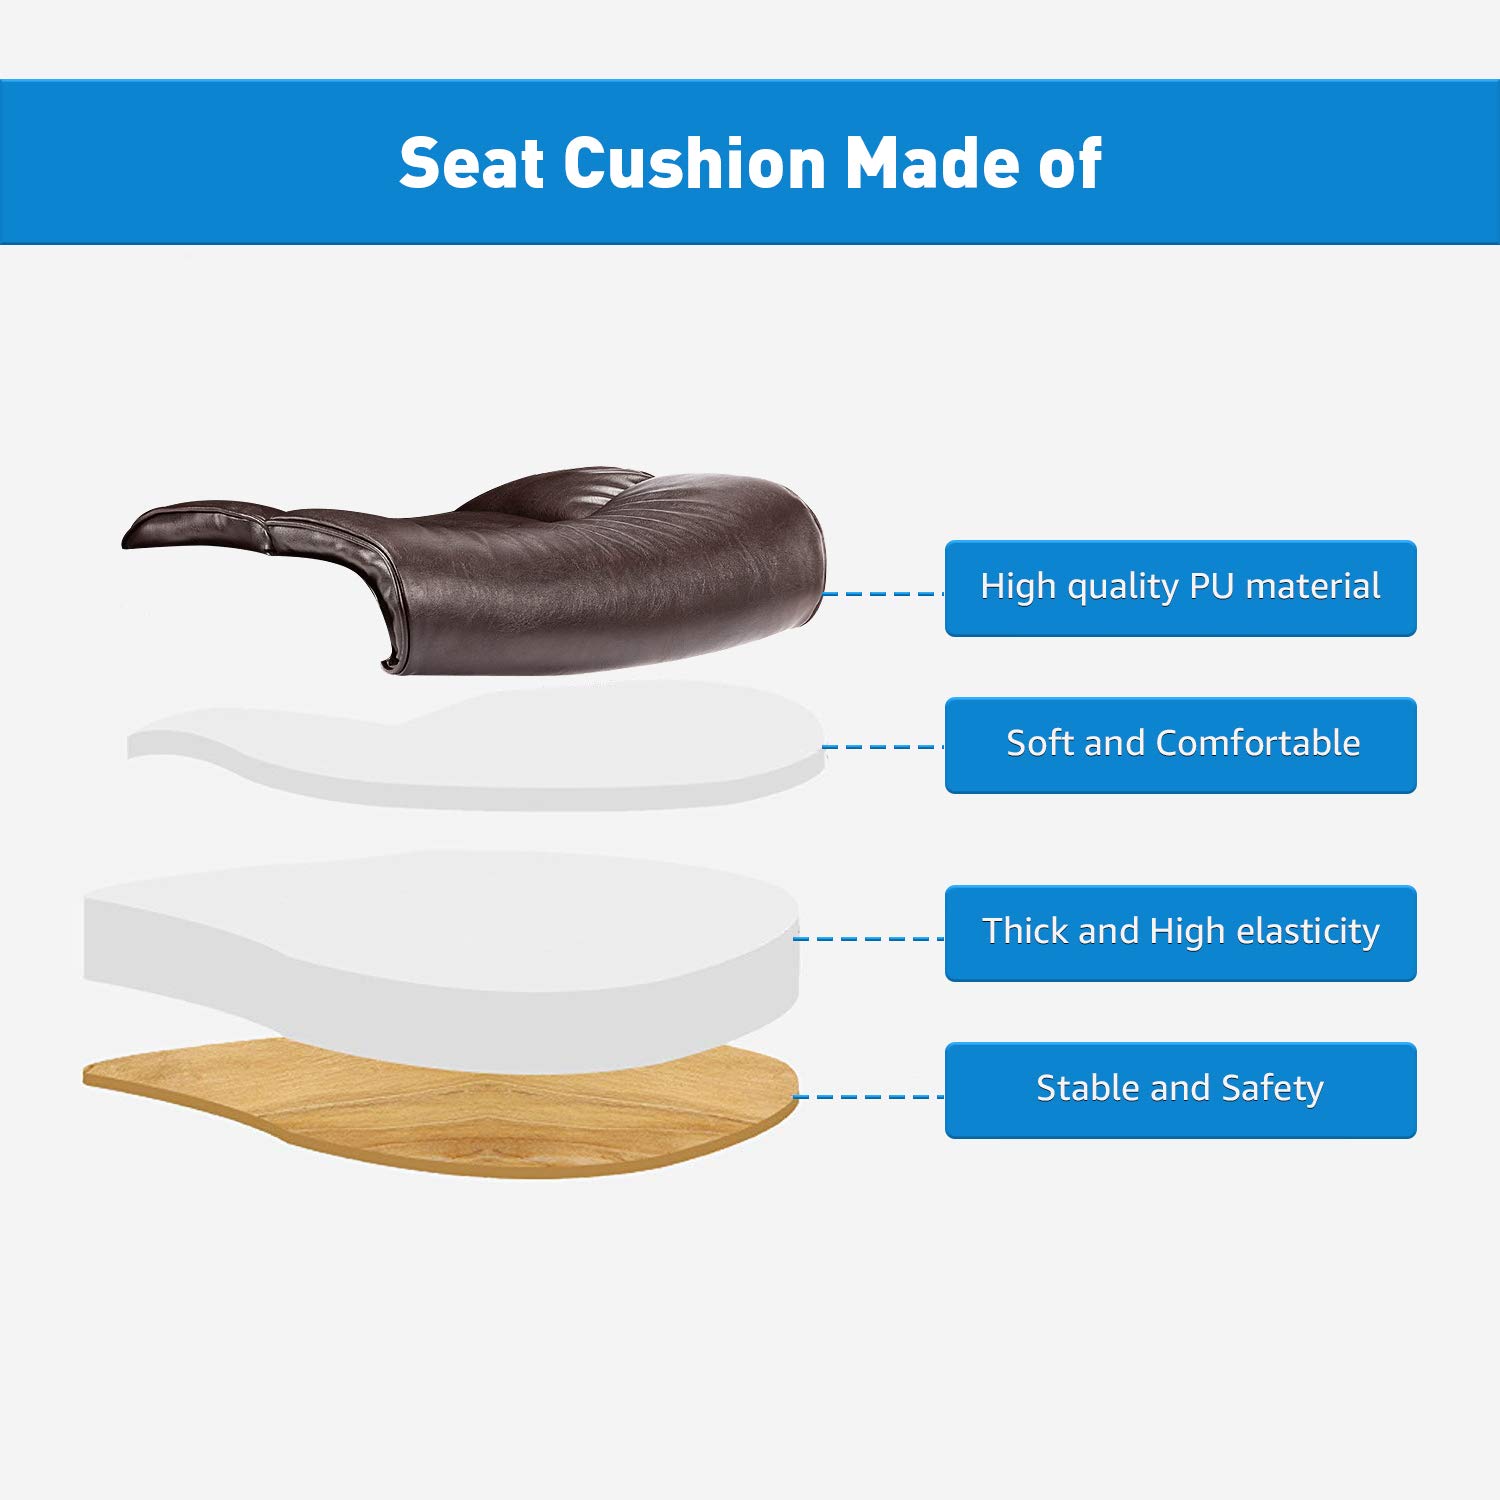 Seat Cushion Made of
High quality PU material
Soft and Comfortable
Thick and High elasticity
Stable and Safety